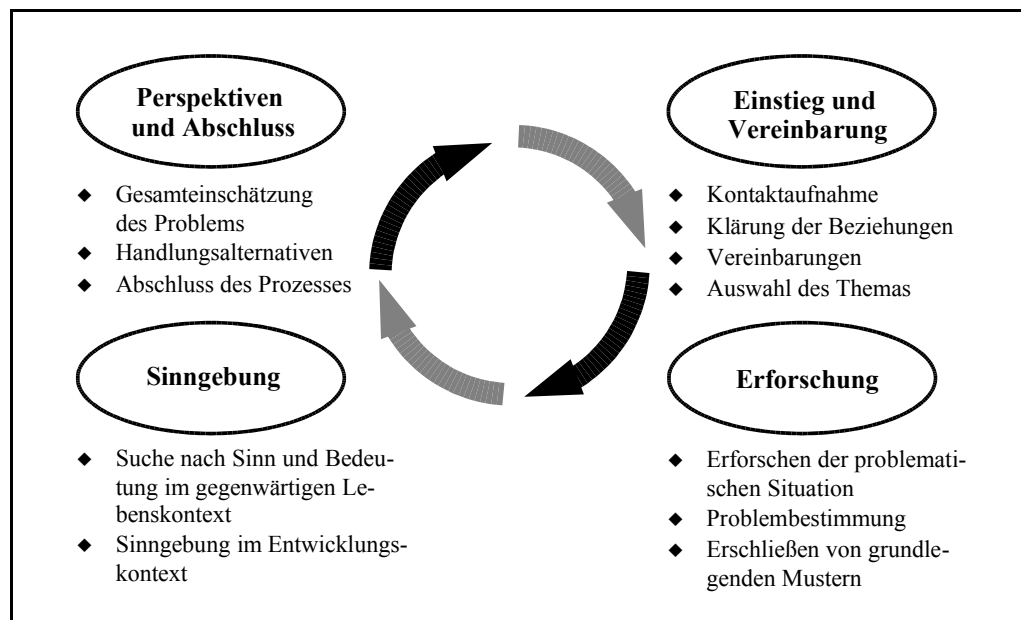 Perspektiven
und Abschluss
◆ Gesamteinschätzung
des Problems
◆ Handlungsalternativen
◆ Abschluss des Prozesses
Einstieg und
Vereinbarung
◆ Kontaktaufnahme
◆ Klärung der Beziehungen
◆ Vereinbarungen
◆ Auswahl des Themas
Sinngebung
◆ Suche nach Sinn und Bedeu-
tung im gegenwärtigen Le-
benskontext
◆ Sinngebung im Entwicklungs-
kontext
Erforschung
◆ Erforschen der problemati-
schen Situation
◆ Problembestimmung
◆ Erschließen von grundle-
genden Mustern